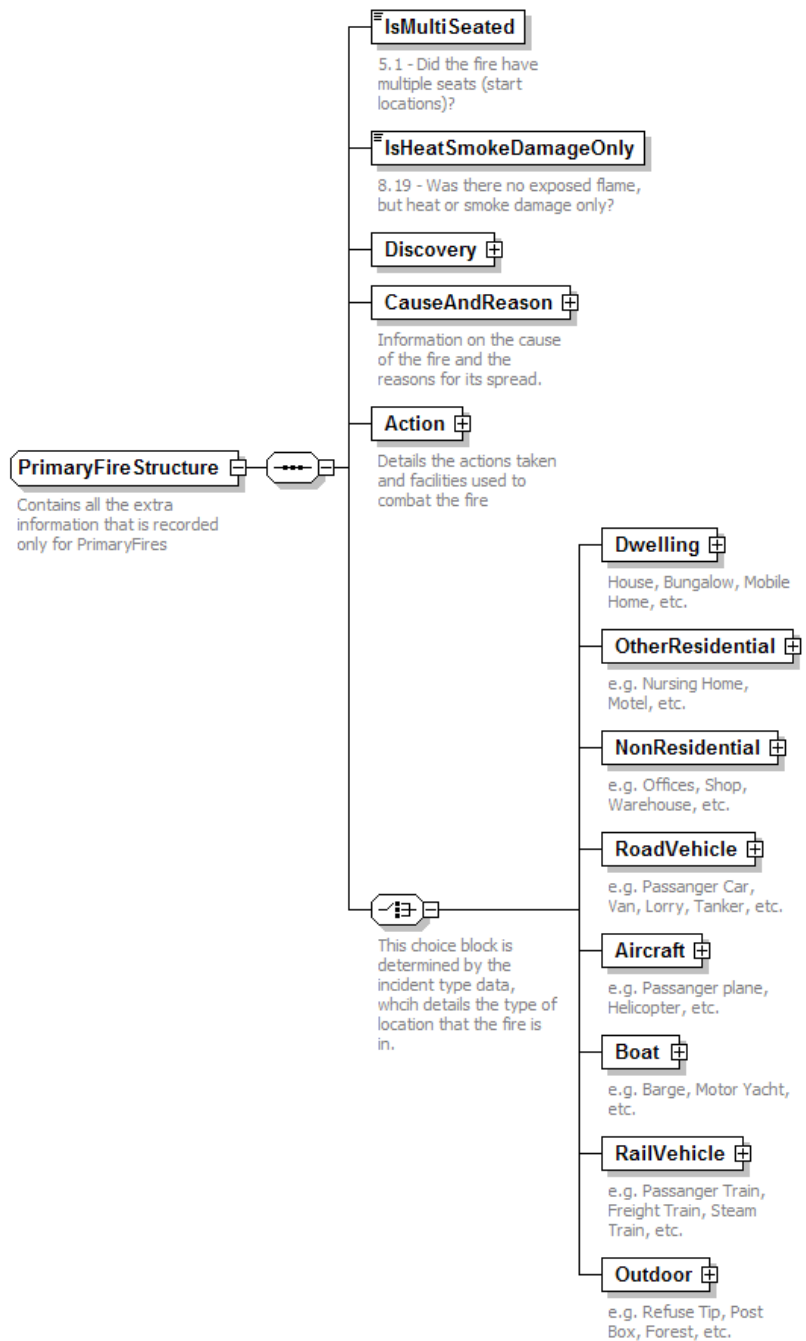 IsMultiSeated
5.1 - Did the fire have
multiple seats (start
locations)?
IsHeatSmokeDamageOnly
8.19 - Was there no exposed flame,
but heat or smoke damage only?
Discovery
CauseAndReason
Information on the cause
of the fire and the
reasons for its spread.
Action
Details the actions taken
and facilities used to
combat the fire
PrimaryFireStructure
Contains all the extra
information that is recorded
only for PrimaryFires
This choice block is
determined by the
incident type data,
whcih details the type of
location that the fire is
in.
Dwelling
House, Bungalow, Mobile
Home, etc.
OtherResidential
e.g. Nursing Home,
Motel, etc.
NonResidential
e.g. Offices, Shop,
Warehouse, etc.
RoadVehicle
e.g. Passanger Car,
Van, Lorry, Tanker, etc.
Aircraft
e.g. Passanger plane,
Helicopter, etc.
Boat
e.g. Barge, Motor Yacht,
etc.
RailVehicle
e.g. Passanger Train,
Freight Train, Steam
Train, etc.
Outdoor
e.g. Refuse Tip, Post
Box, Forest, etc.